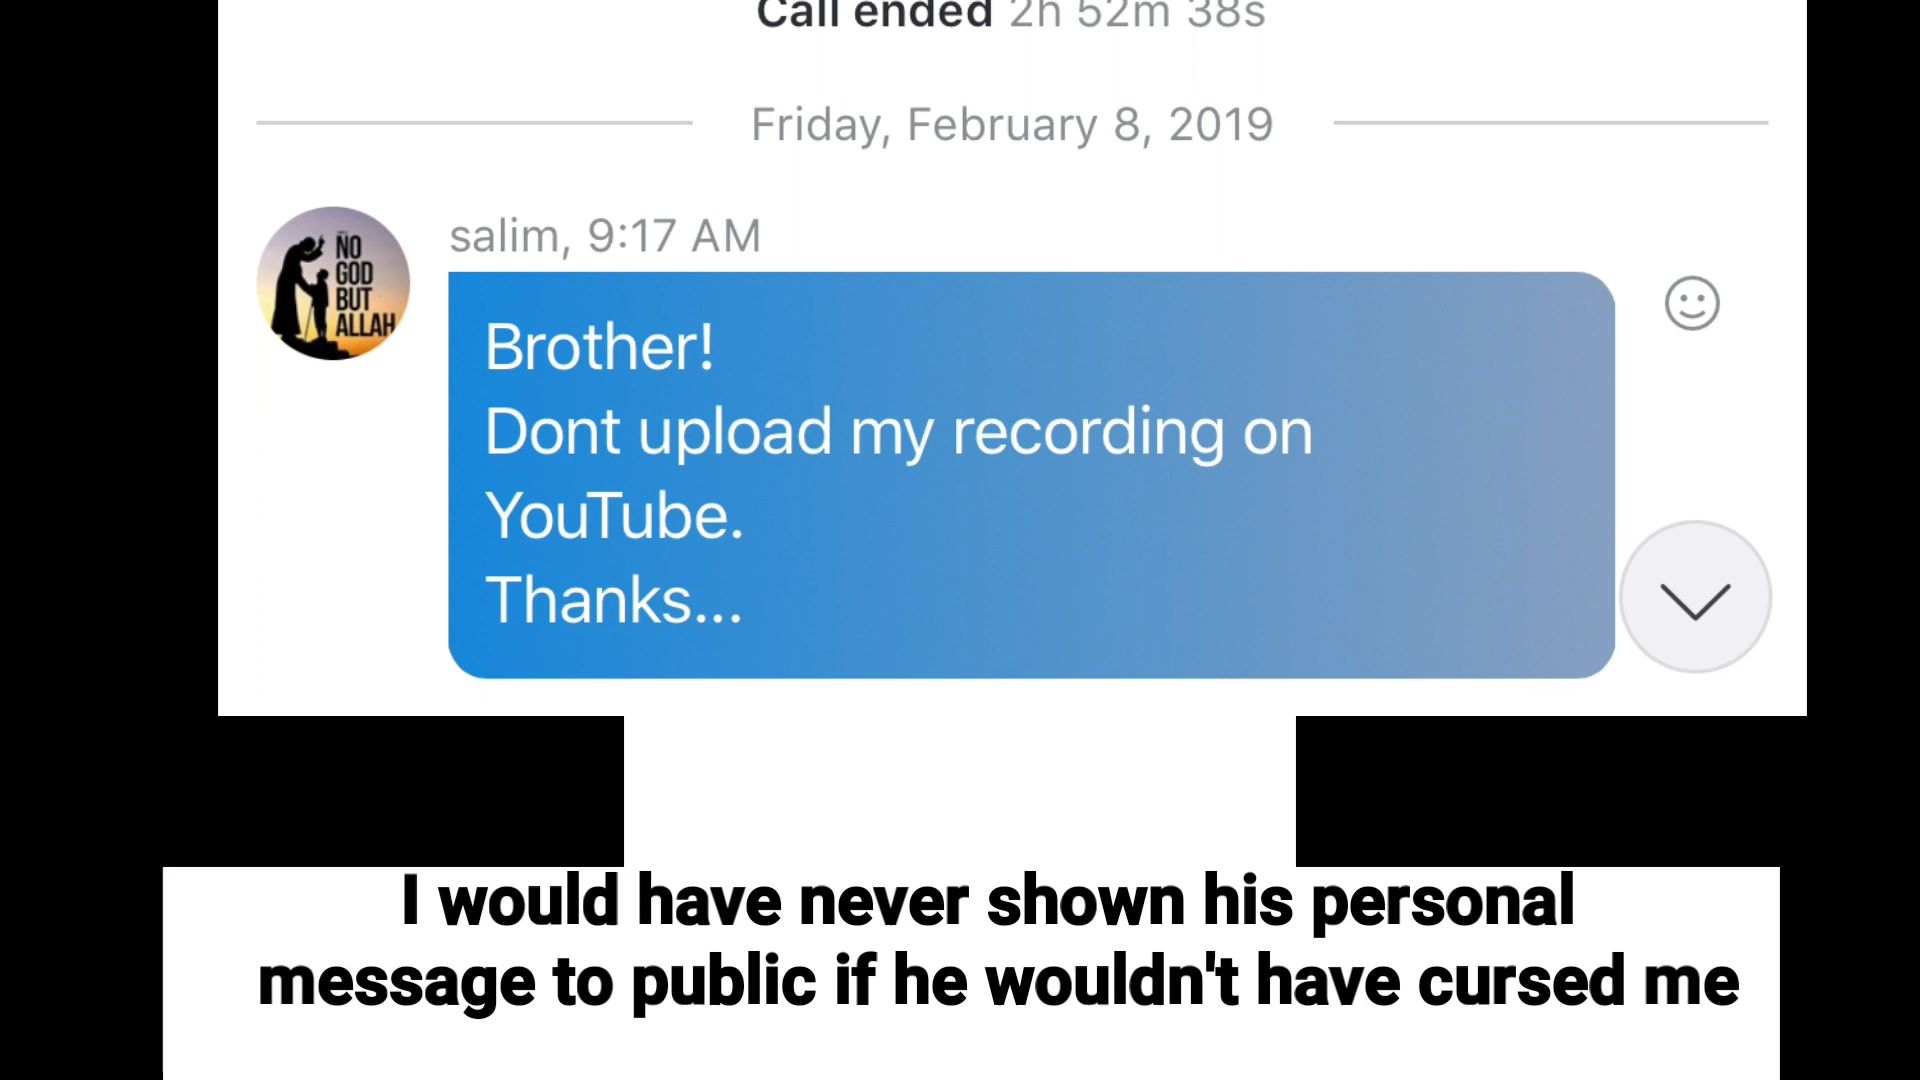 Call ended 2h 52m 38s
Friday, February 8, 2019
salim, 9:17 AM
NO
GOD
BUT
ALLAH
Brother!
Dont upload my recording on
YouTube.
Thanks...
I would have never shown his personal
message to public if he wouldn't have cursed me